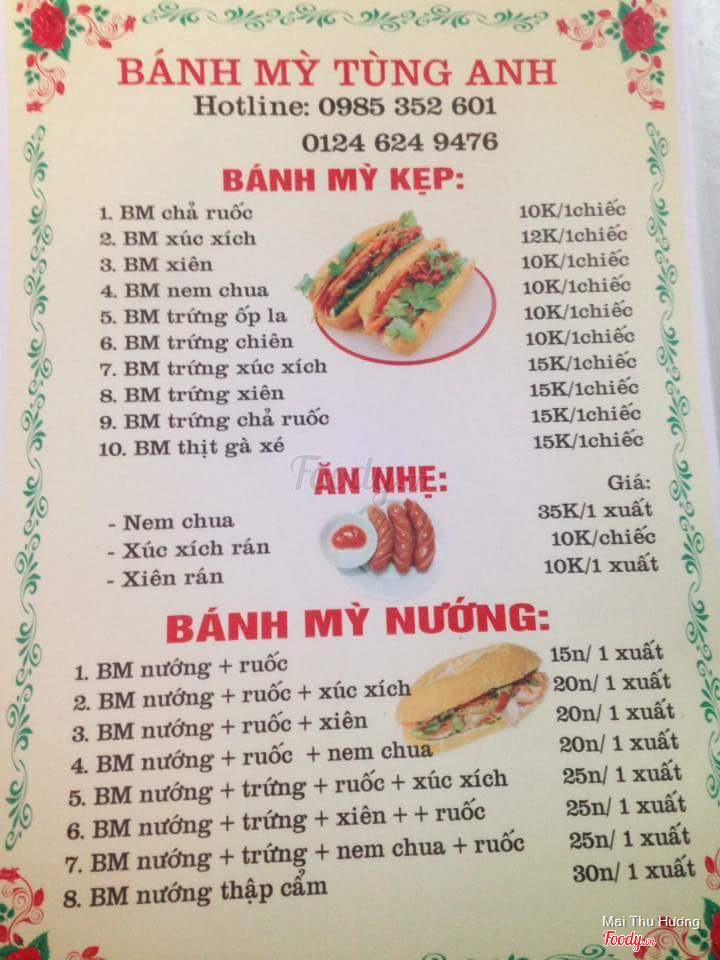 BÁNH MỲ TÙNG ANH
Hotline: 0985 352 601
0124 624 9476
BÁNH MỲ KẸP:
1. BM chả ruốc 10K/1chiếc
2. BM xúc xích 12K/1chiếc
3. BM xiên 10K/1chiếc
4. BM nem chua 10K/1chiếc
5. BM trứng ốp la 10K/1chiếc
6. BM trứng chiên 10K/1chiếc
7. BM trứng xúc xích 15K/1chiếc
8. BM trứng xiên 15K/1chiếc
9. BM trứng chả ruốc 15K/1chiếc
10. BM thịt gà xé 15K/1chiếc
Foody.vn
ĂN NHẸ: Giá:
- Nem chua 35K/1 xuất
- Xúc xích rán 10K/chiếc
- Xiên rán 10K/1 xuất
BÁNH MỲ NƯỚNG:
1. BM nướng + ruốc 15n/ 1 xuất
2. BM nướng + ruốc + xúc xích 20n/ 1 xuất
3. BM nướng + ruốc + xiên 20n/ 1 xuất
4. BM nướng + ruốc + nem chua 20n/ 1 xuất
5. BM nướng + trứng + ruốc + xúc xích 25n/ 1 xuất
6. BM nướng + trứng + xiên + + ruốc 25n/ 1 xuất
7. BM nướng + trứng + nem chua + ruốc 25n/ 1 xuất
8. BM nướng thập cẩm 30n/ 1 xuất
Mai Thu Hương
Foody.vn